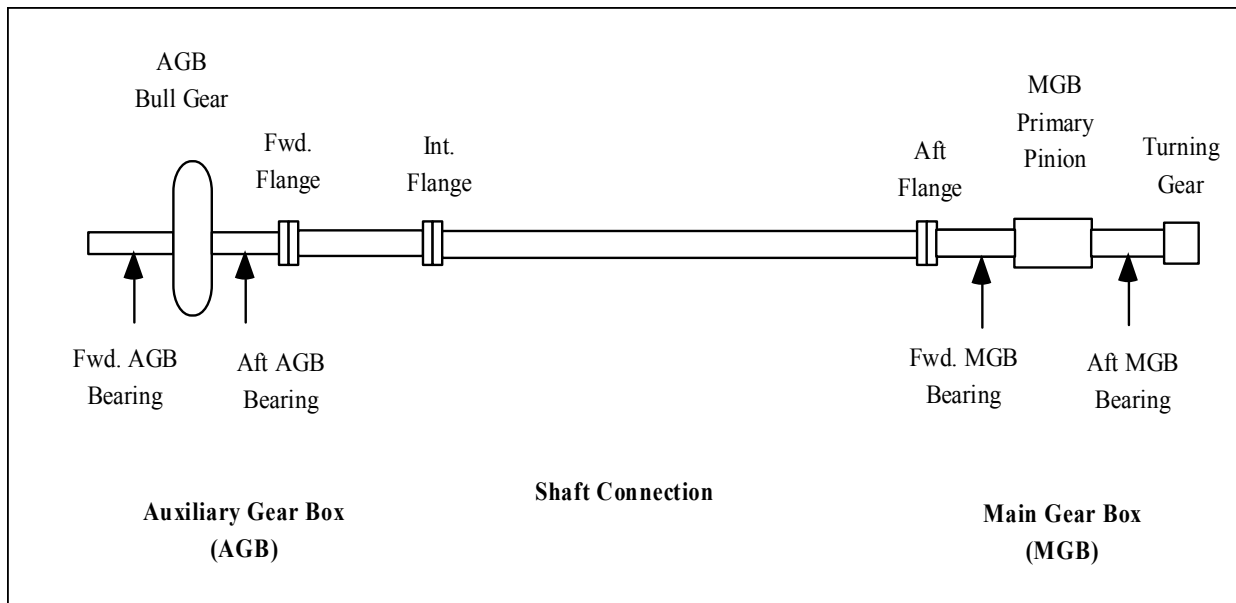 AGB
Bull Gear
Fwd.
Flange
Int.
Flange
Aft
Flange
MGB
Primary
Pinion
Turning
Gear
Fwd. AGB
Bearing
Aft AGB
Bearing
Fwd. MGB
Bearing
Aft MGB
Bearing
Shaft Connection
Auxiliary Gear Box
(AGB)
Main Gear Box
(MGB)